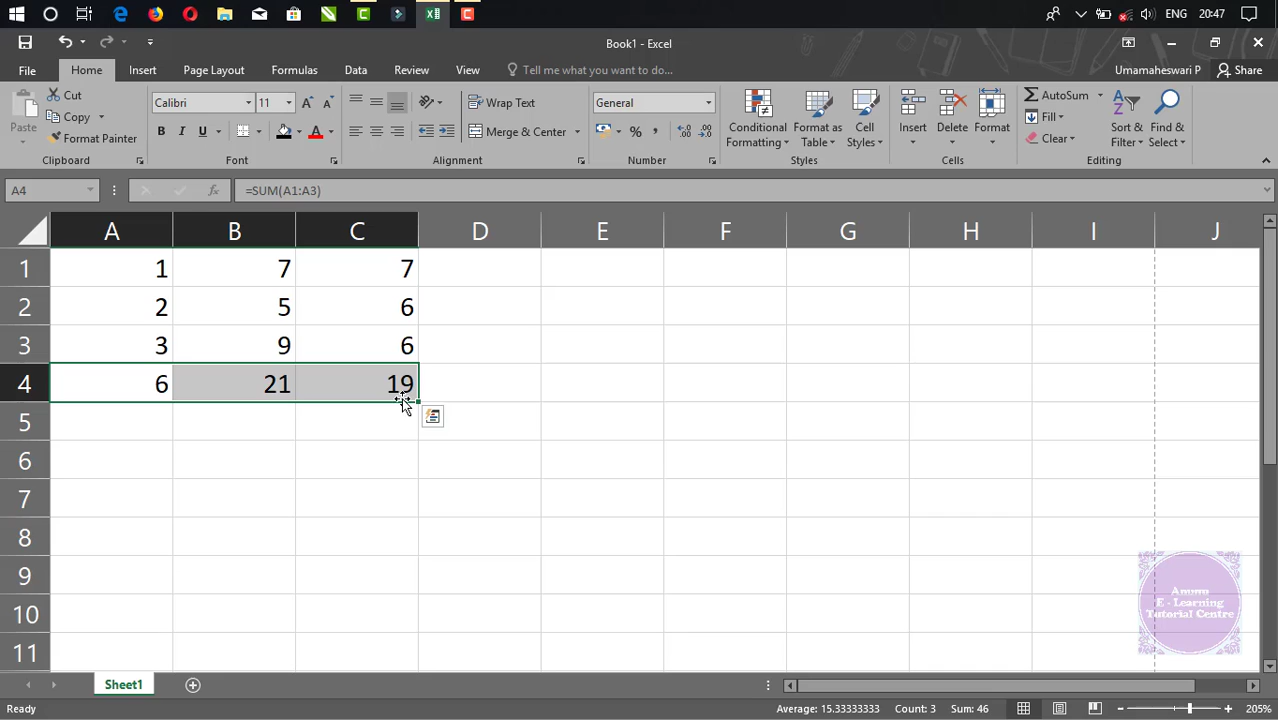 ENG 20:47
Book1 - Excel
File Home Insert Page Layout Formulas Data Review View Tell me what you want to do... Umamaheswari P Share
Paste
Cut
Copy
Format Painter
Clipboard
Calibri 11
B I U A
Font
Wrap Text
Merge & Center
Alignment
General
% ,
Number
Conditional Formatting
Format as Table
Cell Styles
Styles
Insert
Delete
Format
Cells
AutoSum
Fill
Clear
Sort & Filter
Find & Select
Editing
A4 fx =SUM(A1:A3)
A B C D E F G H I J
1 1 7 7
2 2 5 6
3 3 9 6
4 6 21 19
5
6
7
8
9
10
11
Anumu
E - Learning
Tutorial Centre
Sheet1
Ready Average: 15.33333333 Count: 3 Sum: 46 205%